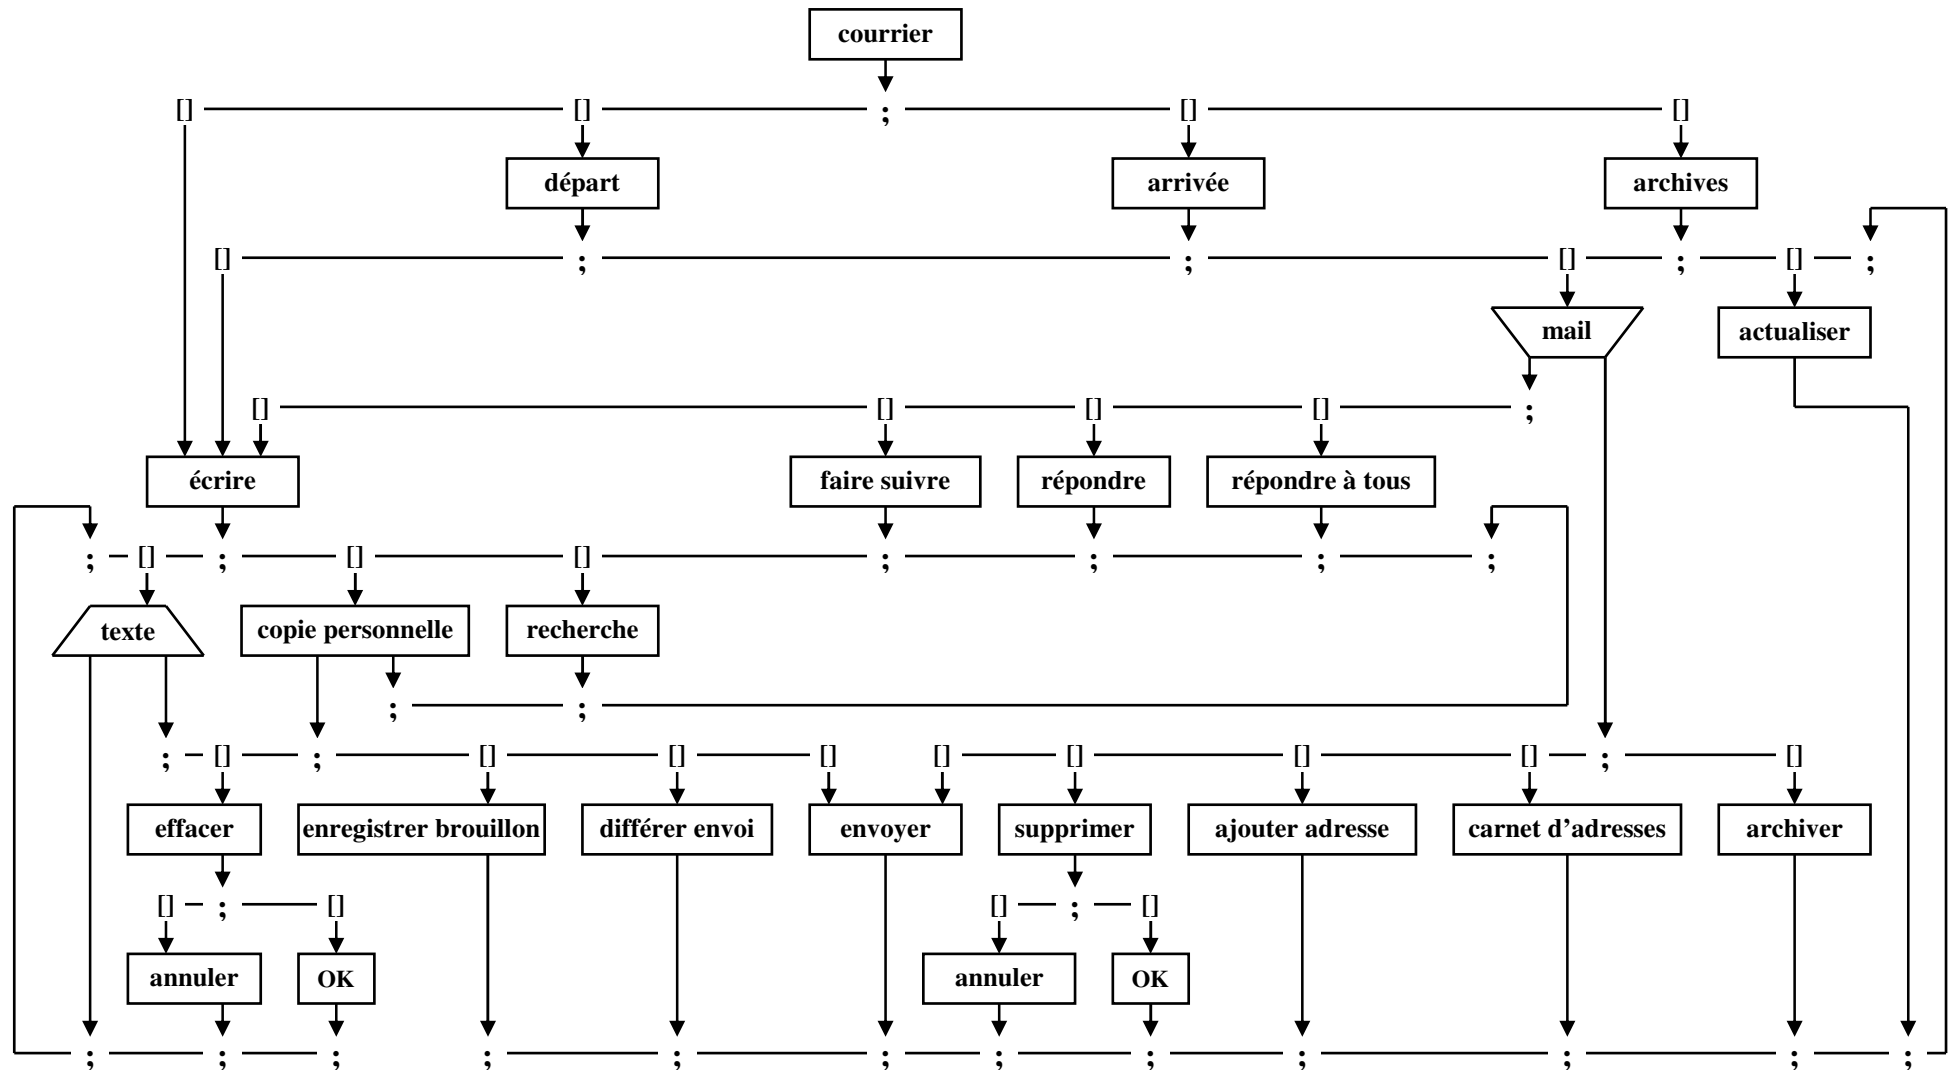 courrier
[] [] ; [] []
départ arrivée archives
[] ; ; [] ; [] ;
mail actualiser
[] [] [] [] ;
écrire faire suivre répondre répondre à tous
; [] ; [] [] ; ; ; ;
texte copie personnelle recherche
; ;
; [] ; [] [] [] [] [] [] [] ; []
effacer enregistrer brouillon différer envoi envoyer supprimer ajouter adresse carnet d’adresses archiver
[] ; [] [] ; []
annuler OK annuler OK
; ; ; ; ; ; ; ; ; ; ; ;